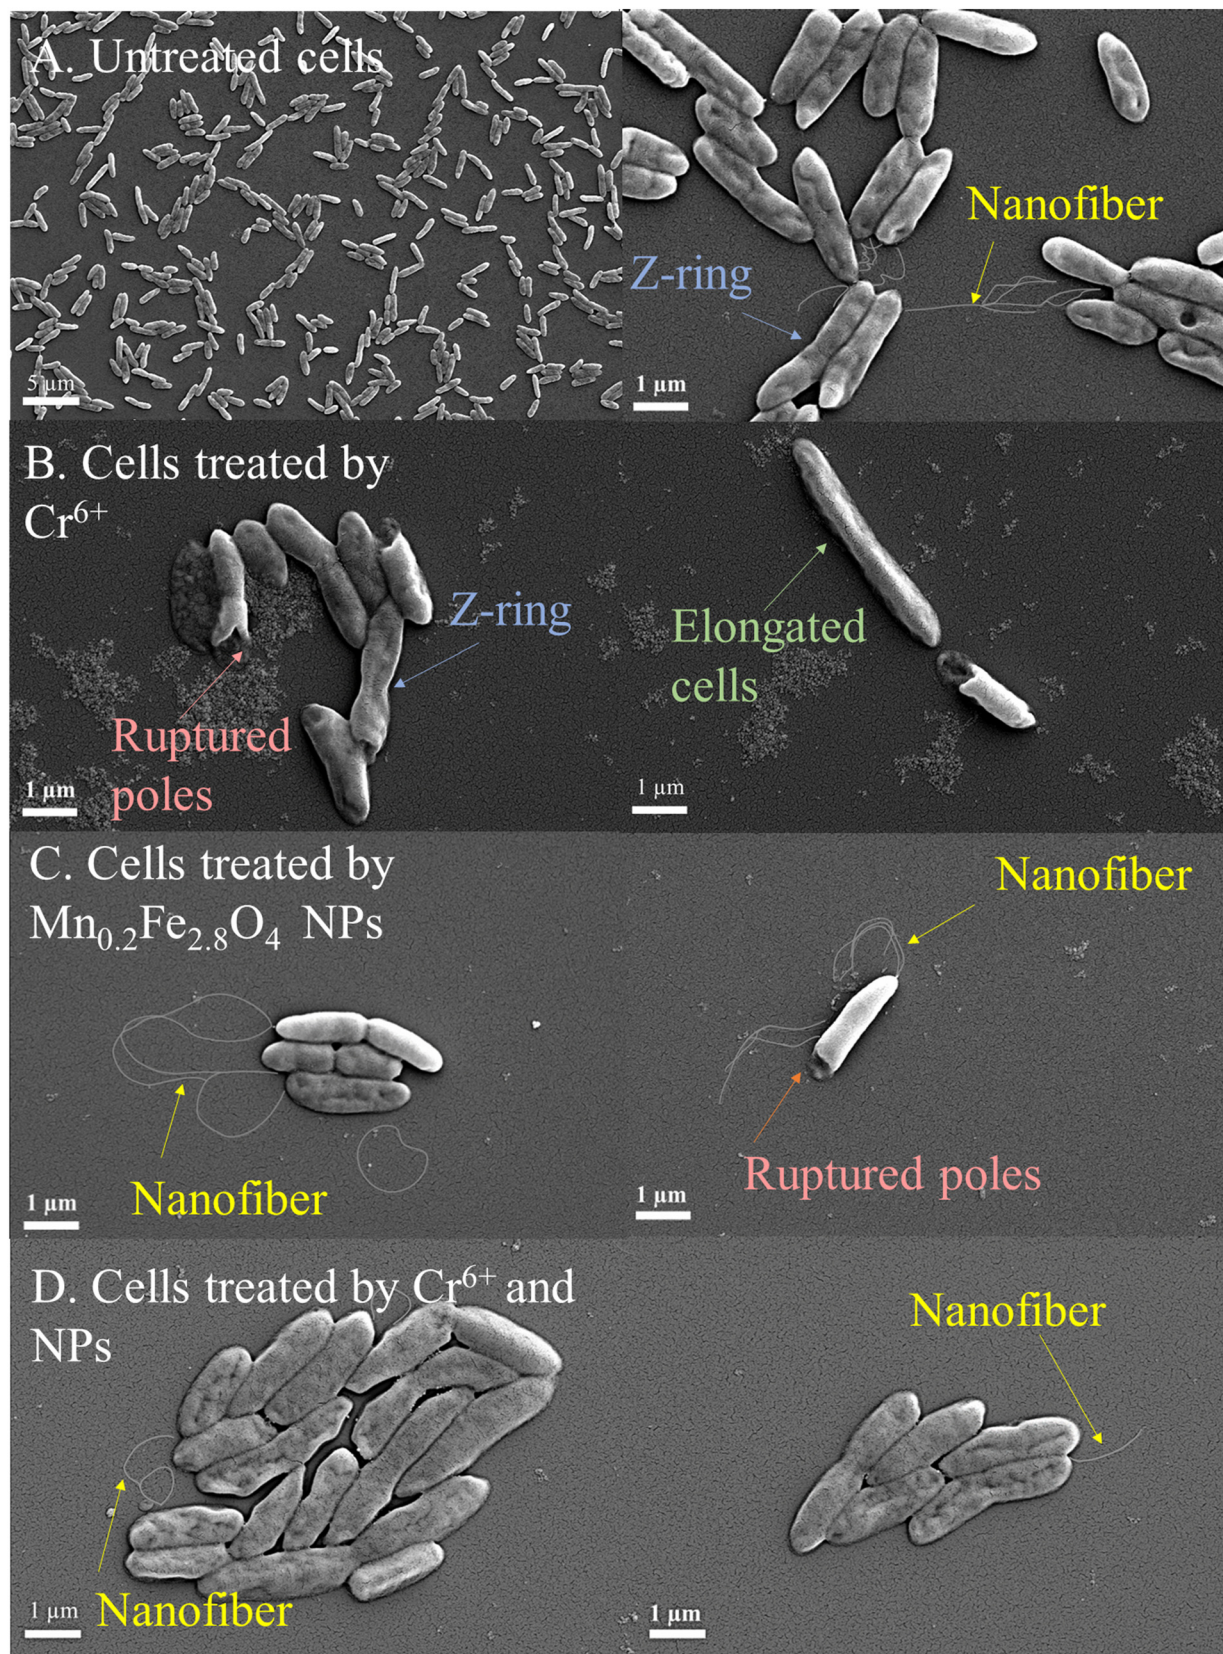 A. Untreated cells
5 µm
Nanofiber
Z-ring
1 µm
B. Cells treated by
Cr⁶⁺
Z-ring
Ruptured
poles
1 µm
Elongated
cells
1 µm
C. Cells treated by
Mn₀.₂Fe₂.₈O₄ NPs
Nanofiber
1 µm
Nanofiber
Ruptured poles
1 µm
D. Cells treated by Cr⁶⁺ and
NPs
Nanofiber
1 µm
Nanofiber
1 µm